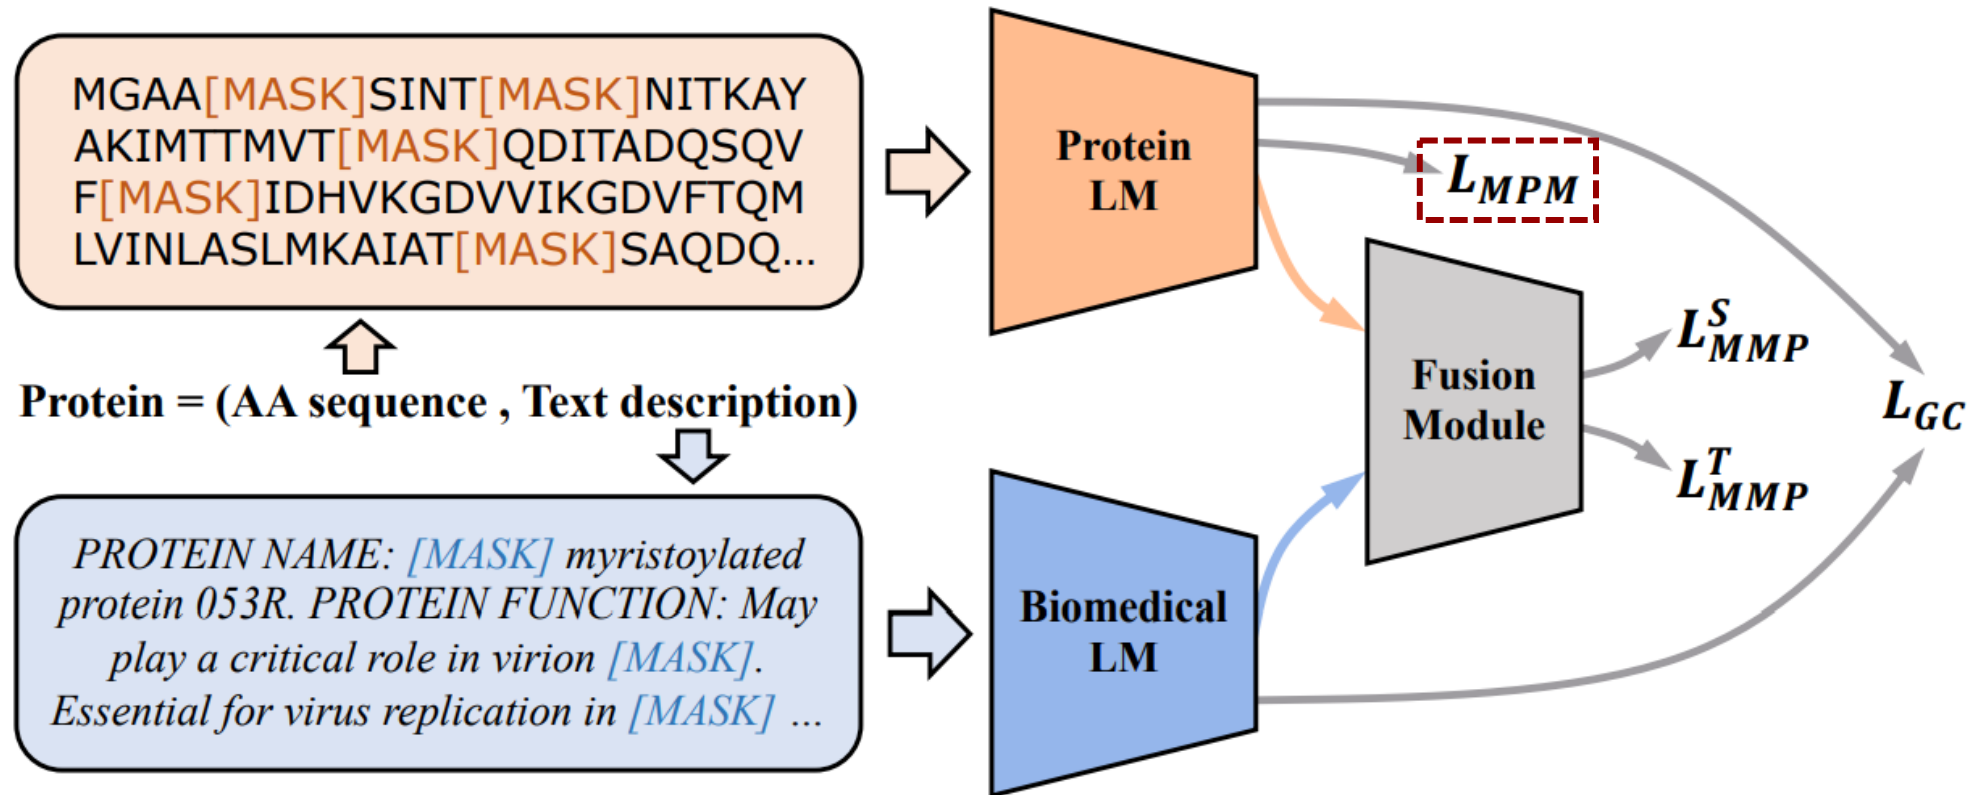 MGAA[MASK]SINT[MASK]NITKAY
AKIMTTMVT[MASK]QDITADQSQV
F[MASK]IDHVKGDVVIKGDVFTQM
LVINLASLMKAIAT[MASK]SAQDQ...
Protein = (AA sequence , Text description)
PROTEIN NAME: [MASK] myristoylated
protein 053R. PROTEIN FUNCTION: May
play a critical role in virion [MASK].
Essential for virus replication in [MASK] ...
Protein
LM
Biomedical
LM
L_MPM
Fusion
Module
L^S_MMP
L^T_MMP
L_GC